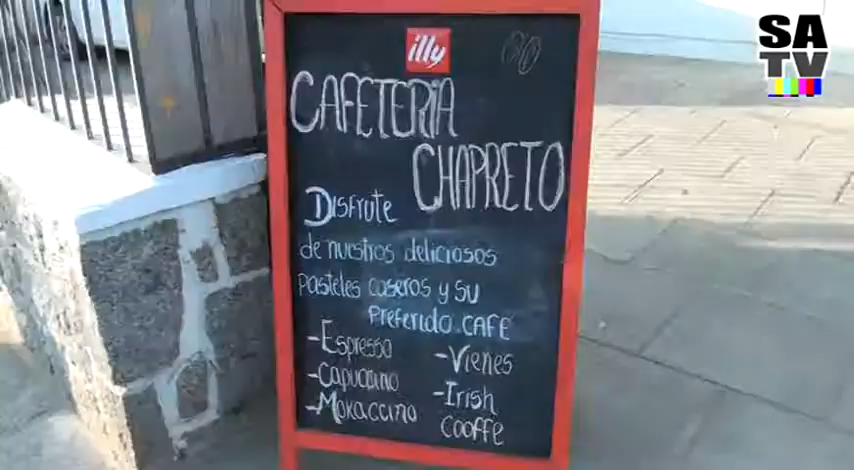 SA
TV
illy
CAFETERIA
CHAPRETO
DISFRUTE
de nuestros deliciosos
pasteles caseros y su
Preferido CAFE
-Espresso -Vienes
-Capuccino -Irish
-Mokaccino cooffe